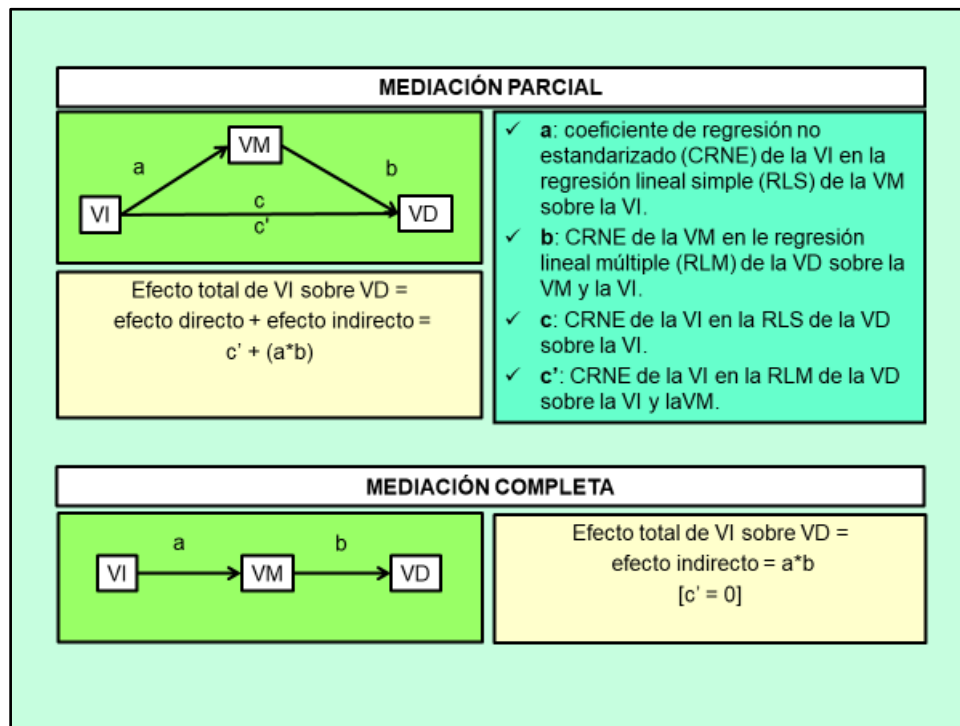 MEDIACIÓN PARCIAL
VM
a
b
VI
c
c'
VD
Efecto total de VI sobre VD =
efecto directo + efecto indirecto =
c' + (a*b)
✓ a: coeficiente de regresión no
estandarizado (CRNE) de la VI en la
regresión lineal simple (RLS) de la VM
sobre la VI.
✓ b: CRNE de la VM en le regresión
lineal múltiple (RLM) de la VD sobre la
VM y la VI.
✓ c: CRNE de la VI en la RLS de la VD
sobre la VI.
✓ c': CRNE de la VI en la RLM de la VD
sobre la VI y laVM.
MEDIACIÓN COMPLETA
a
b
VI
VM
VD
Efecto total de VI sobre VD =
efecto indirecto = a*b
[c' = 0]